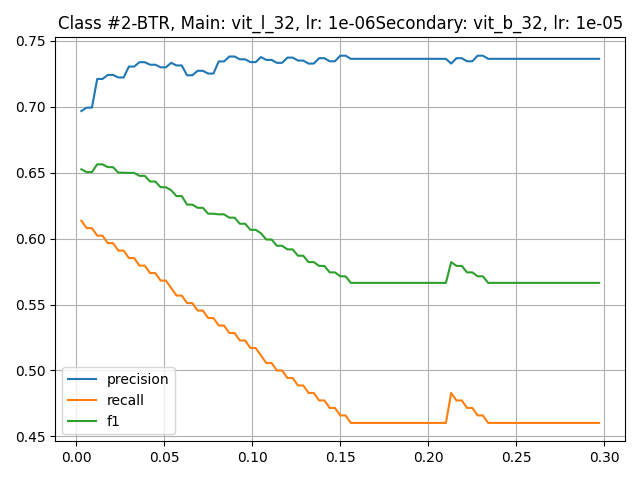 Class #2-BTR, Main: vit_l_32, lr: 1e-06Secondary: vit_b_32, lr: 1e-05
0.75
0.70
0.65
0.60
0.55
0.50
0.45
precision
recall
f1
0.00 0.05 0.10 0.15 0.20 0.25 0.30